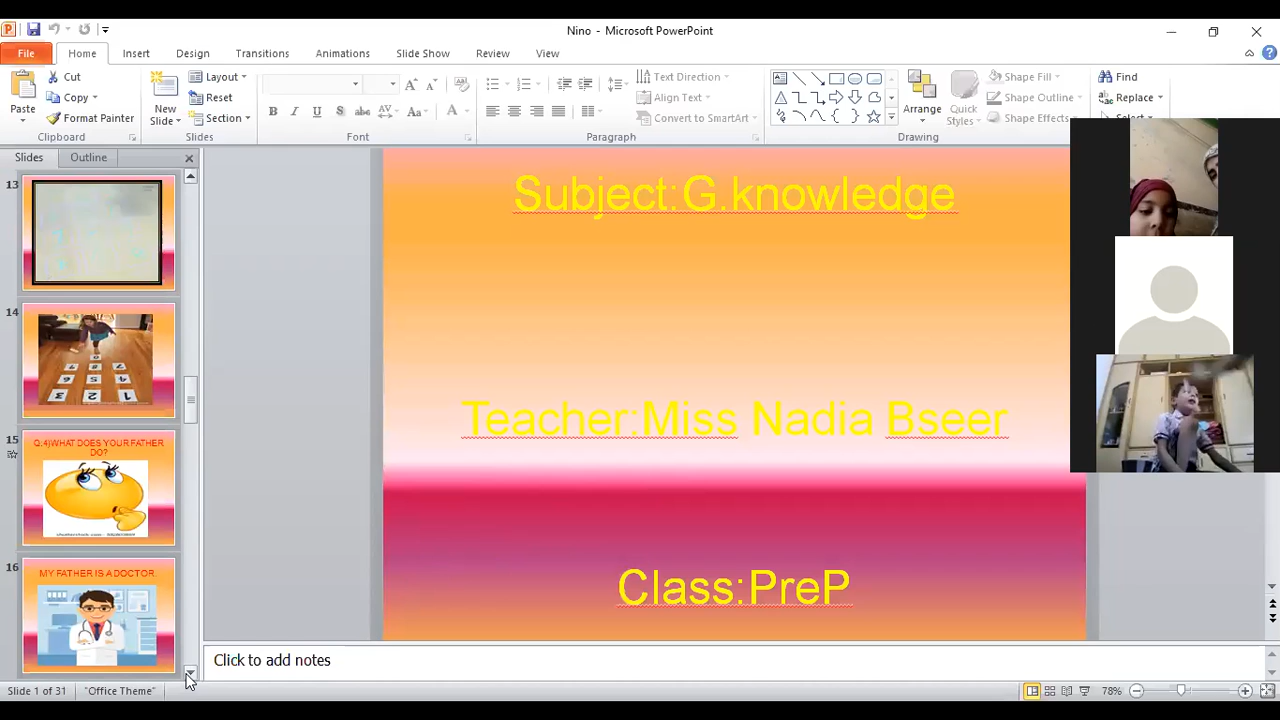 Nino - Microsoft PowerPoint
File Home Insert Design Transitions Animations Slide Show Review View
Paste
Cut
Copy
Format Painter
Clipboard
New Slide
Layout
Reset
Section
Slides
B I U S abc AV Aa A
Font
Text Direction
Align Text
Convert to SmartArt
Paragraph
Arrange
Quick Styles
Shape Fill
Shape Outline
Shape Effects
Drawing
Find
Replace
Select
Slides Outline
13
14
15
Q:4)WHAT DOES YOUR FATHER
DO?
16
MY FATHER IS A DOCTOR
Subject:G.knowledge
Teacher:Miss Nadia Bseer
Class:PreP
Click to add notes
Slide 1 of 31 "Office Theme" 78%